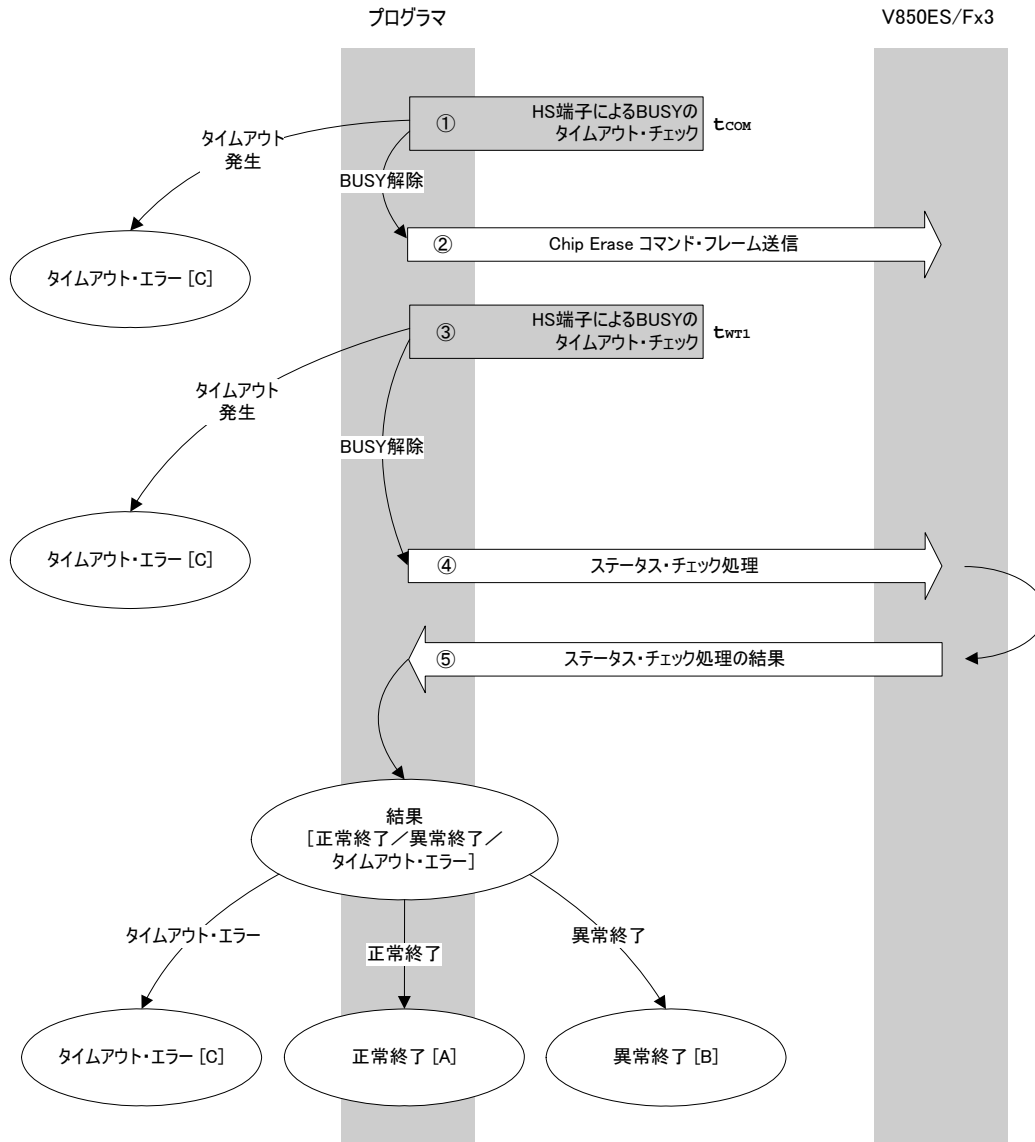 プログラマ
V850ES/Fx3
① HS端子によるBUSYの
タイムアウト・チェック
tCOM
タイムアウト
発生
BUSY解除
② Chip Erase コマンド・フレーム送信
タイムアウト・エラー [C]
③ HS端子によるBUSYの
タイムアウト・チェック
tWT1
タイムアウト
発生
BUSY解除
タイムアウト・エラー [C]
④ ステータス・チェック処理
⑤ ステータス・チェック処理の結果
結果
[正常終了/異常終了/
タイムアウト・エラー]
タイムアウト・エラー
正常終了
異常終了
タイムアウト・エラー [C]
正常終了 [A]
異常終了 [B]